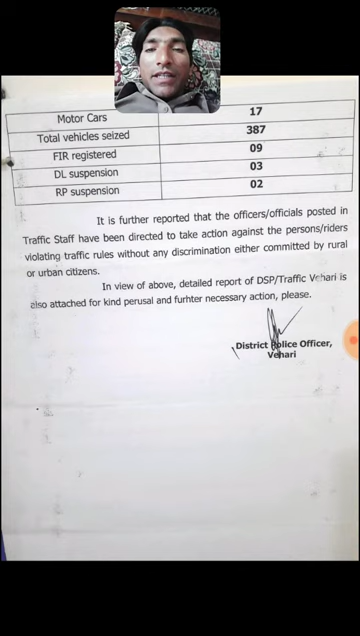 Motor Cars 17
Total vehicles seized 387
FIR registered 09
DL suspension 03
RP suspension 02
It is further reported that the officers/officials posted in
Traffic Staff have been directed to take action against the persons/riders
violating traffic rules without any discrimination either committed by rural
or urban citizens.
In view of above, detailed report of DSP/Traffic Vehari is
also attached for kind perusal and furhter necessary action, please.
District Police Officer,
Vehari